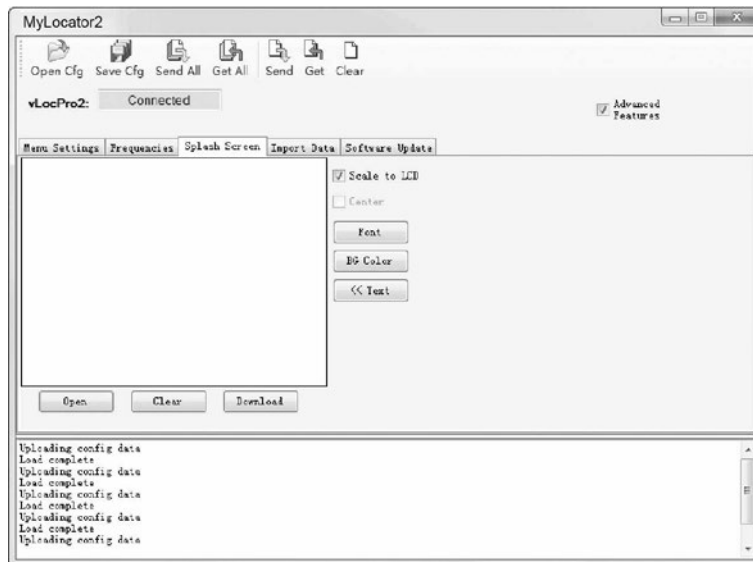 MyLocator2
Open Cfg Save Cfg Send All Get All Send Get Clear
vLocPro2: Connected
Advanced
Features
Menu Settings Frequencies Splash Screen Import Data Software Update
Scale to LCD
Center
Font
BG Color
<< Text
Open Clear Download
Uploading config data
Load complete
Uploading config data
Load complete
Uploading config data
Load complete
Uploading config data
Load complete
Uploading config data